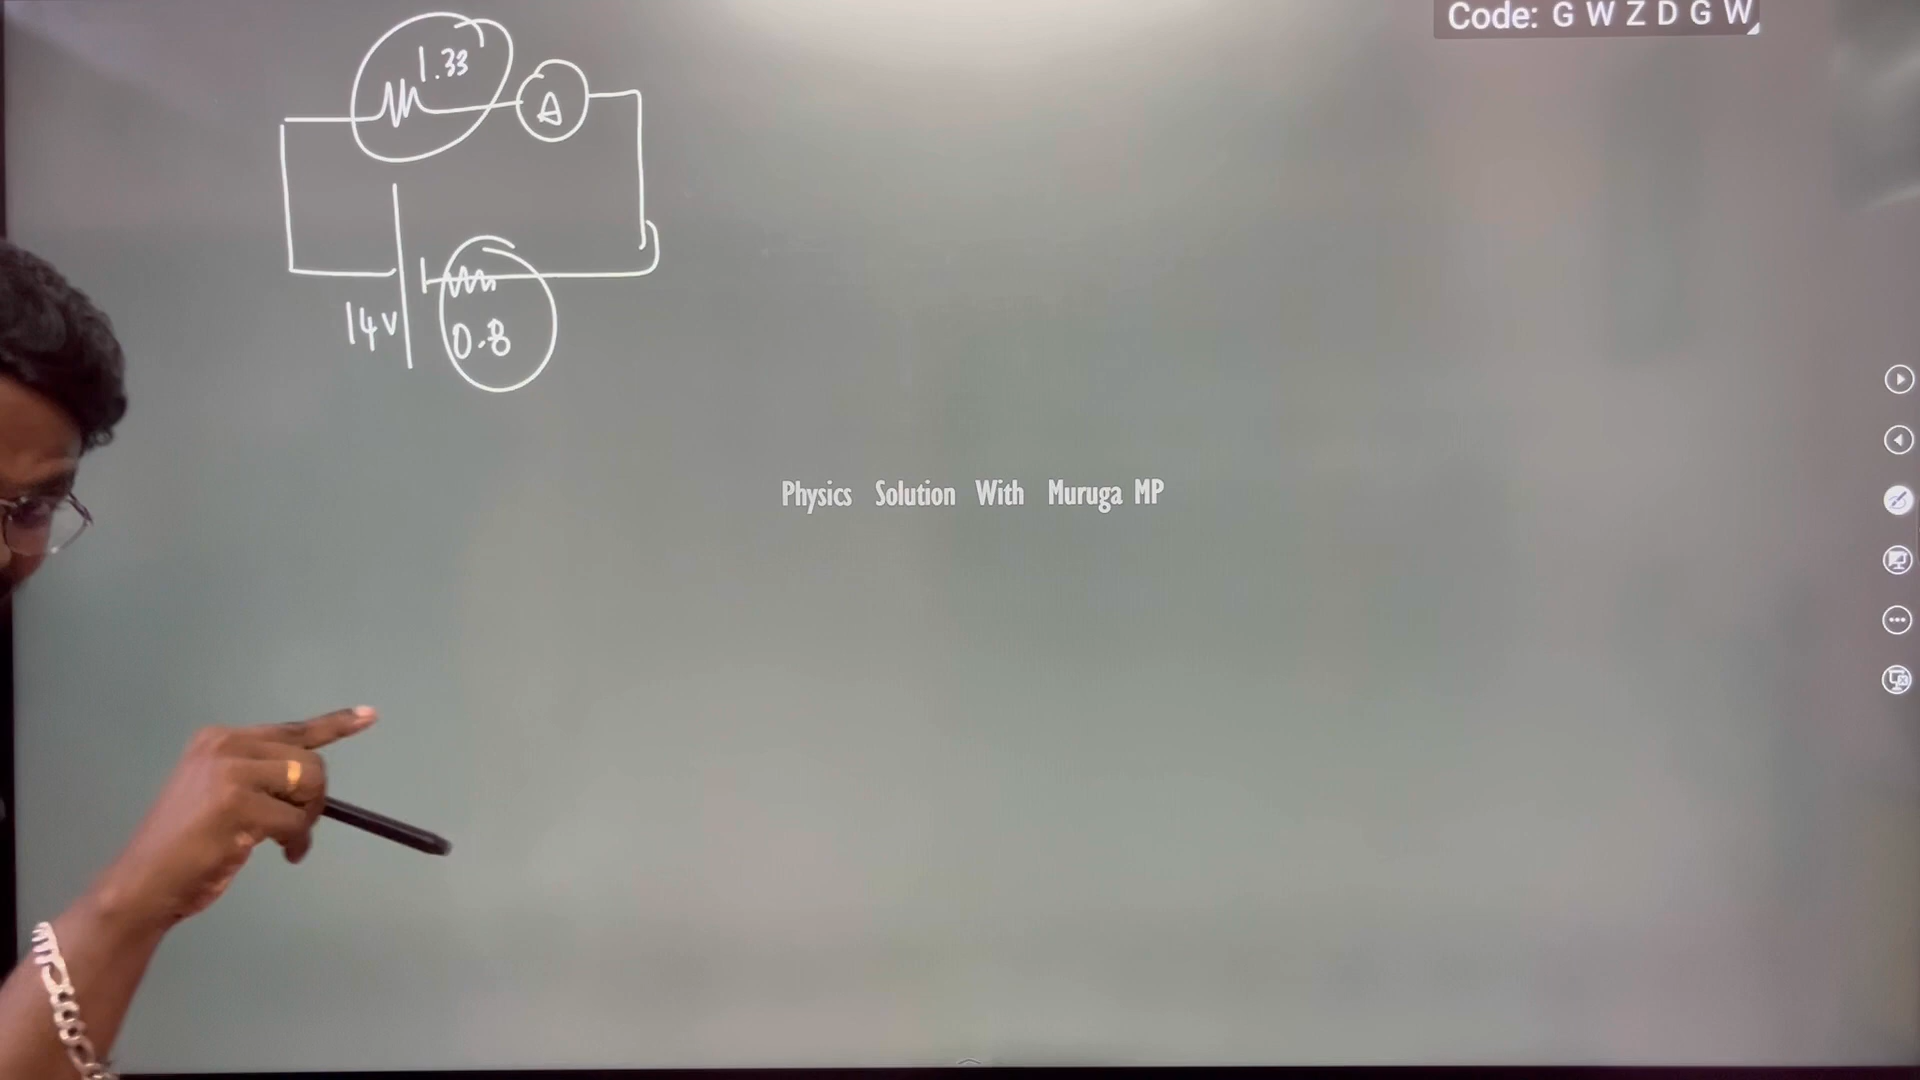 Code: G W Z D G W
1.33
A
14V
0.8
Physics Solution With Muruga MP